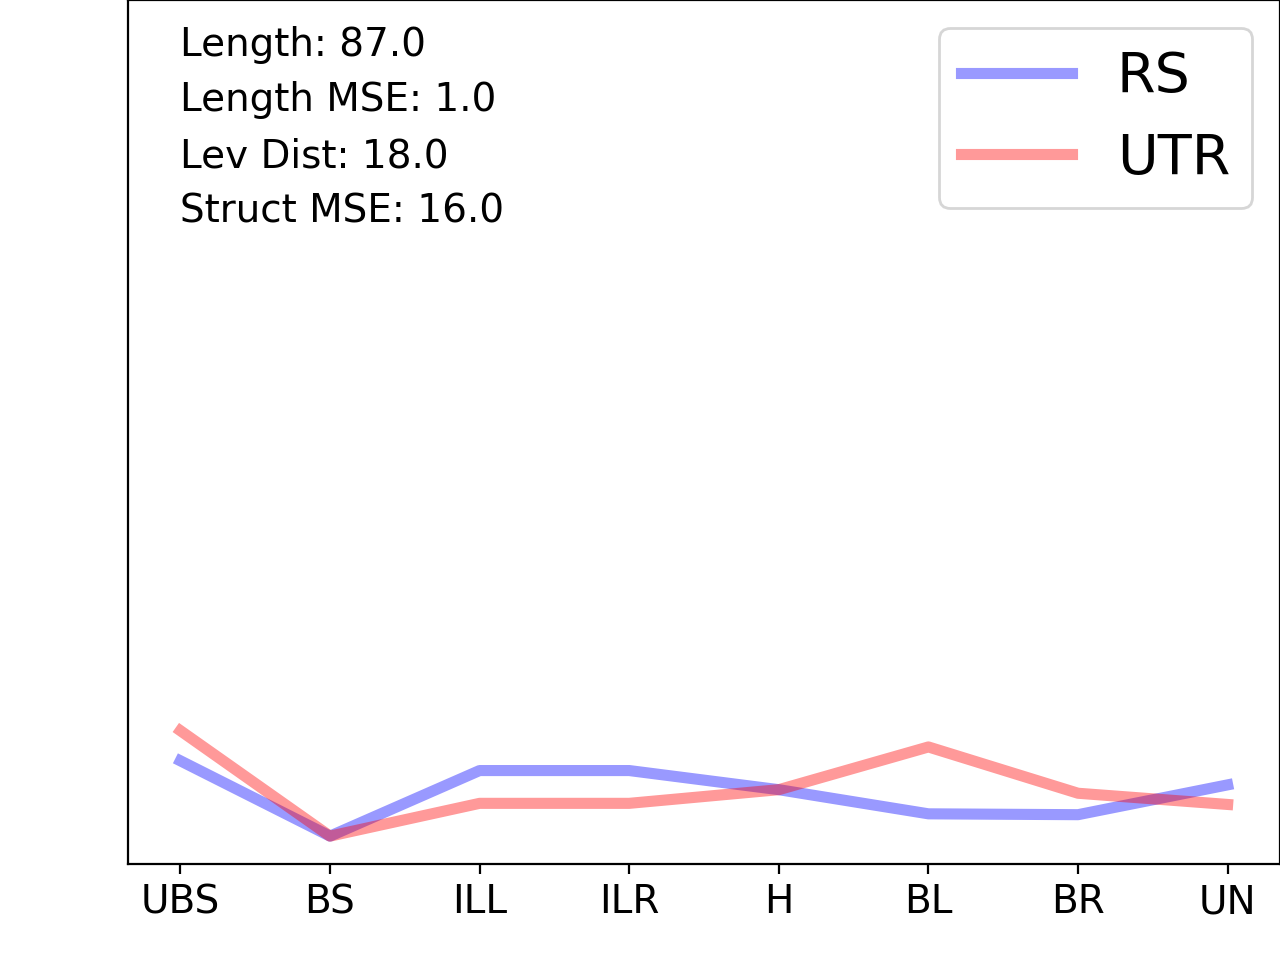 Length: 87.0
Length MSE: 1.0
Lev Dist: 18.0
Struct MSE: 16.0
RS
UTR
UBS BS ILL ILR H BL BR UN